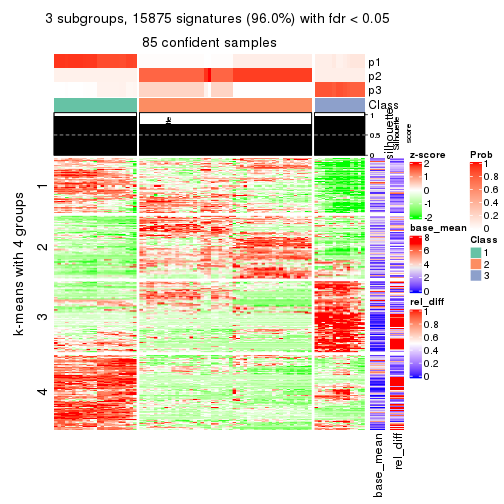 3 subgroups, 15875 signatures (96.0%) with fdr < 0.05
85 confident samples
p1
p2
p3
Class
1
0.5
0
silhouette
Silhouette
score
k-means with 4 groups
1
2
3
4
base_mean
rel_diff
z-score
2
1
0
-1
-2
base_mean
8
6
4
2
0
rel_diff
1
0.8
0.6
0.4
0.2
0
Prob
1
0.8
0.6
0.4
0.2
0
Class
1
2
3